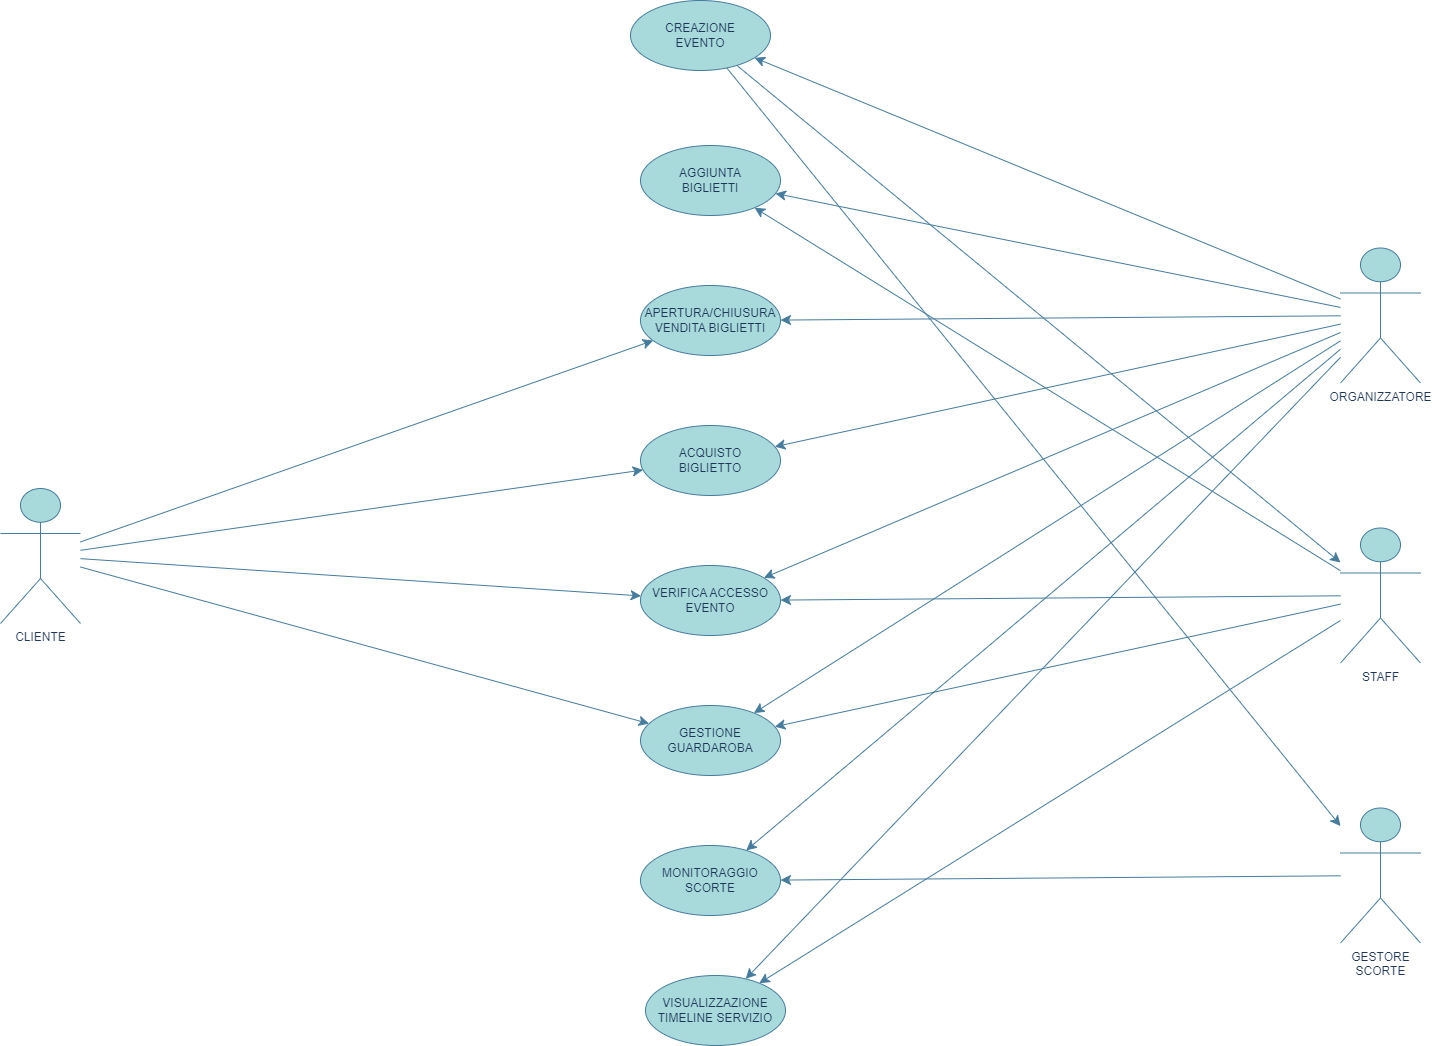 CREAZIONE
EVENTO
AGGIUNTA
BIGLIETTI
APERTURA/CHIUSURA
VENDITA BIGLIETTI
ORGANIZZATORE
ACQUISTO
BIGLIETTO
VERIFICA ACCESSO
EVENTO
CLIENTE
STAFF
GESTIONE
GUARDAROBA
MONITORAGGIO
SCORTE
GESTORE
SCORTE
VISUALIZZAZIONE
TIMELINE SERVIZIO